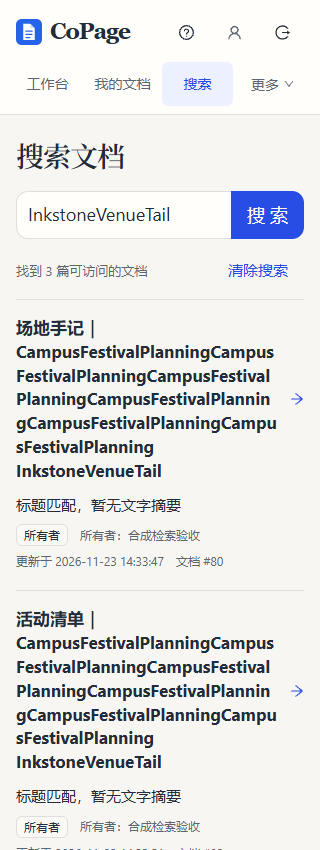 CoPage
工作台 我的文档 搜索 更多
搜索文档
InkstoneVenueTail 搜索
找到 3 篇可访问的文档 清除搜索
场地手记 |
CampusFestivalPlanningCampus
FestivalPlanningCampusFestival
PlanningCampusFestivalPlannin
gCampusFestivalPlanningCampu
sFestivalPlanning
InkstoneVenueTail
标题匹配，暂无文字摘要
所有者 所有者：合成检索验收
更新于 2026-11-23 14:33:47 文档 #80
活动清单 |
CampusFestivalPlanningCampus
FestivalPlanningCampusFestival
PlanningCampusFestivalPlannin
gCampusFestivalPlanningCampu
sFestivalPlanning
InkstoneVenueTail
标题匹配，暂无文字摘要
所有者 所有者：合成检索验收